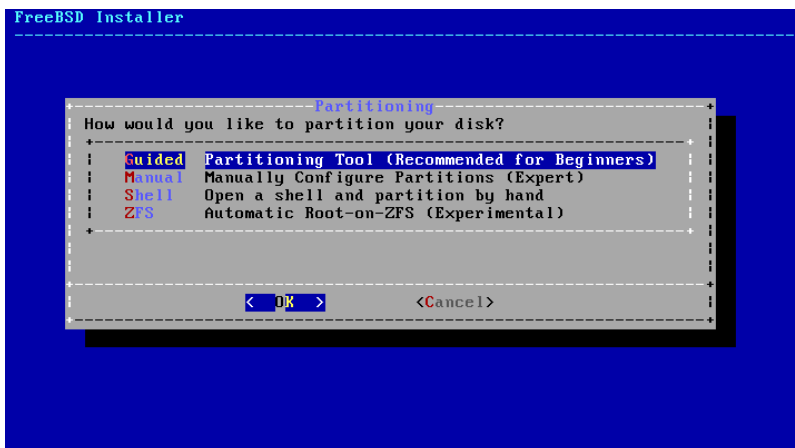 FreeBSD Installer
Partitioning
How would you like to partition your disk?
Guided Partitioning Tool (Recommended for Beginners)
Manual Manually Configure Partitions (Expert)
Shell Open a shell and partition by hand
ZFS Automatic Root-on-ZFS (Experimental)
< OK > <Cancel>